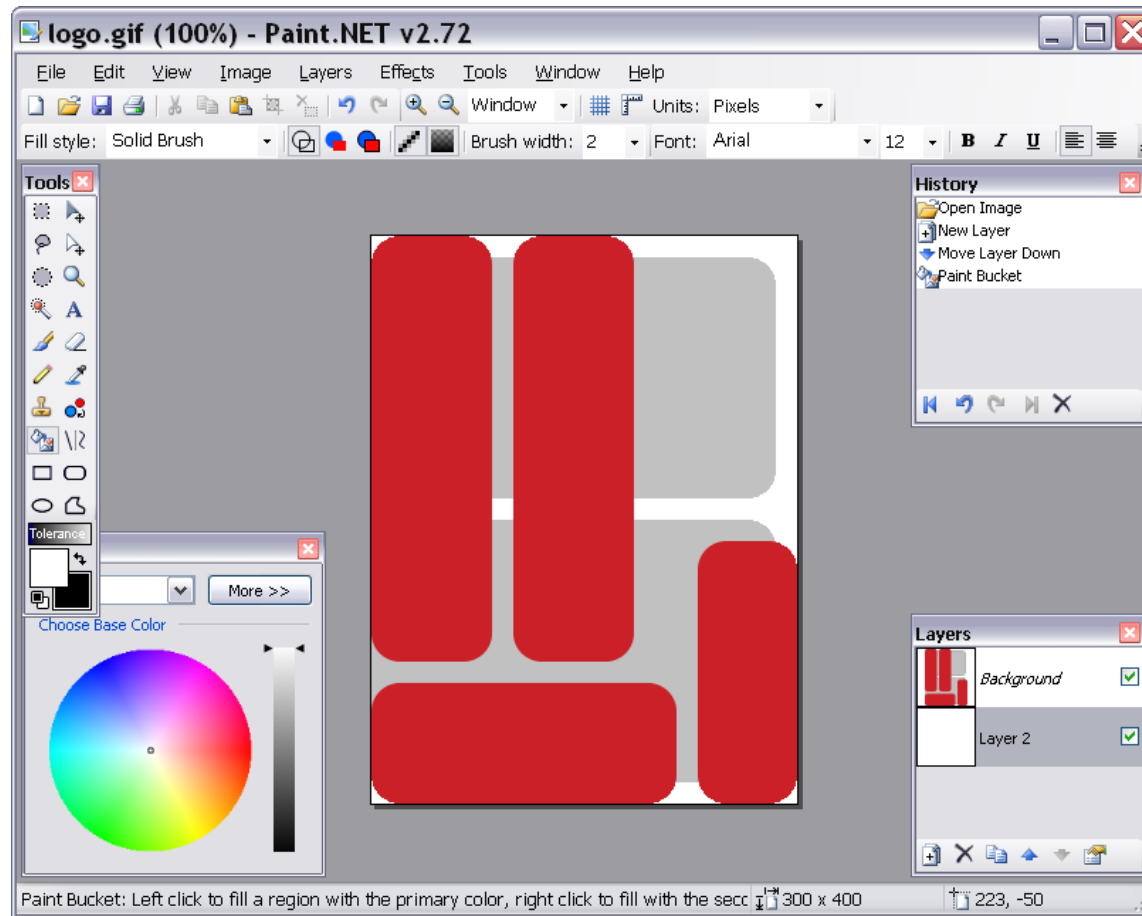 logo.gif (100%) - Paint.NET v2.72
File Edit View Image Layers Effects Tools Window Help
Window Units: Pixels
Fill style: Solid Brush Brush width: 2 Font: Arial 12 B I U
Tools
History
Open Image
New Layer
Move Layer Down
Paint Bucket
A
Tolerance
More >>
Choose Base Color
Layers
Background
Layer 2
Paint Bucket: Left click to fill a region with the primary color, right click to fill with the secc 300 x 400 223, -50